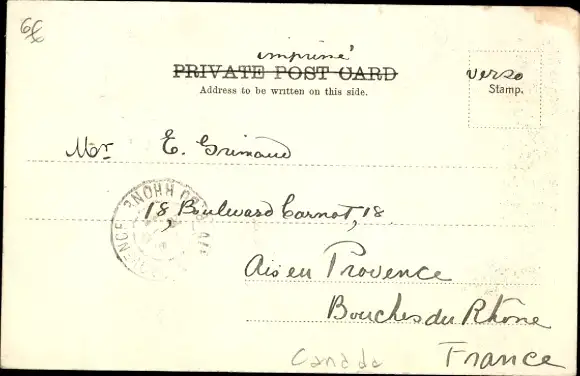 6
imprimé
PRIVATE POST CARD
Address to be written on this side.
verso
Stamp.
Mr E. Grimaud
18, Boulevard Carnot, 18.
Aix en Provence
Bouches du Rhône
Canada
France